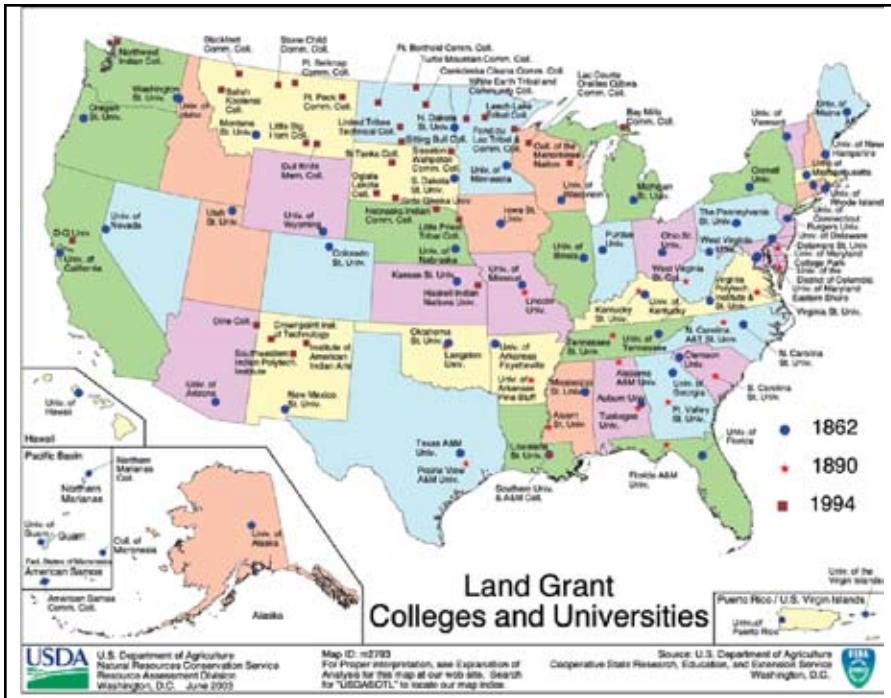 Northwest
Indian Coll.
Washington
St. Univ.
Oregon
St. Univ.
Univ. of
Idaho
Blackfeet
Comm. Coll.
Stone Child
Comm. Coll.
Ft. Belknap
Comm. Coll.
Salish
Kootenai
Coll.
Ft. Peck
Comm. Coll.
Montana
St. Univ.
Little Big
Horn Coll.
Dull Knife
Mem. Coll.
Ft. Berthold Comm. Coll.
Turtle Mountain Comm. Coll.
Cankdeska Cikana Comm. Coll.
White Earth Tribal and
Community Coll.
Leech Lake
Tribal Coll.
Lac Courte
Oreilles Ojibwa
Comm. Coll.
Bay Mills
Comm. Coll.
United Tribes
Technical Coll.
N. Dakota
St. Univ.
Fond du
Lac Tribal &
Comm. Coll.
Sitting Bull Coll.
Si Tanka Coll.
Sisseton
Wahpeton
Comm. Coll.
Coll. of the
Menominee
Nation
Oglala
Lakota
Coll.
S. Dakota
St. Univ.
Sinte Gleska Univ.
Univ. of
Minnesota
Univ. of
Wisconsin
Michigan
St. Univ.
Univ. of
Vermont
Univ. of
Maine
Univ. of New
Hampshire
Univ. of
Massachusetts
Cornell
Univ.
Univ. of
Rhode Island
Univ. of
Connecticut
Rutgers Univ.
Univ. of Delaware
Delaware St. Univ.
Univ. of Maryland
College Park
Univ. of the
District of Columbia
Univ. of Maryland
Eastern Shore
Virginia St. Univ.
Univ. of
Nevada
Utah
St. Univ.
Univ. of
Wyoming
Colorado
St. Univ.
Nebraska Indian
Comm. Coll.
Little Priest
Tribal Coll.
Univ. of
Nebraska
Iowa St.
Univ.
Univ. of
Illinois
Purdue
Univ.
Ohio St.
Univ.
The Pennsylvania
St. Univ.
West Virginia
Univ.
West Virginia
St. Coll.
Virginia
Polytech.
Institute &
St. Univ.
D-Q Univ.
Univ. of
California
Kansas St. Univ.
Haskell Indian
Nations Univ.
Univ. of
Missouri
Lincoln
Univ.
Kentucky
St. Univ.
Univ. of
Kentucky
Dine Coll.
Crownpoint Inst.
of Technology
Institute of
American
Indian Arts
Southwestern
Indian Polytech.
Institute
Oklahoma
St. Univ.
Langston
Univ.
Univ. of
Arkansas
Fayetteville
Univ. of
Arkansas
Pine Bluff
Tennessee
St. Univ.
Univ. of
Tennessee
N. Carolina
A&T St. Univ.
N. Carolina
St. Univ.
Clemson
Univ.
S. Carolina
St. Univ.
Univ. of
Arizona
New Mexico
St. Univ.
Mississippi
St. Univ.
Alabama
A&M Univ.
Auburn Univ.
Tuskegee
Univ.
Univ. of
Georgia
Ft. Valley
St. Univ.
Alcorn
St. Univ.
Texas A&M
Univ.
Prairie View
A&M Univ.
Louisiana
St. Univ.
Southern Univ.
& A&M Coll.
Florida A&M
Univ.
Univ. of
Florida
Univ. of
Hawaii
Hawaii
Pacific Basin
Northern
Marianas
Coll.
Northern
Marianas
Univ. of
Guam
Guam
Coll. of
Micronesia
Fed. States of Micronesia
American Samoa
American Samoa
Comm. Coll.
Univ. of
Alaska
Alaska
1862
1890
1994
Land Grant
Colleges and Universities
Univ. of the
Virgin Islands
Puerto Rico / U.S. Virgin Islands
Univ. of
Puerto Rico
USDA
U.S. Department of Agriculture
Natural Resources Conservation Service
Resource Assessment Division
Washington, D.C. June 2003
Map ID: m2793
For Proper interpretation, see Explanation of
Analysis for this map at our web site. Search
for "USDASOTL" to locate our map index.
Source: U.S. Department of Agriculture
Cooperative State Research, Education, and Extension Service
Washington, D.C.